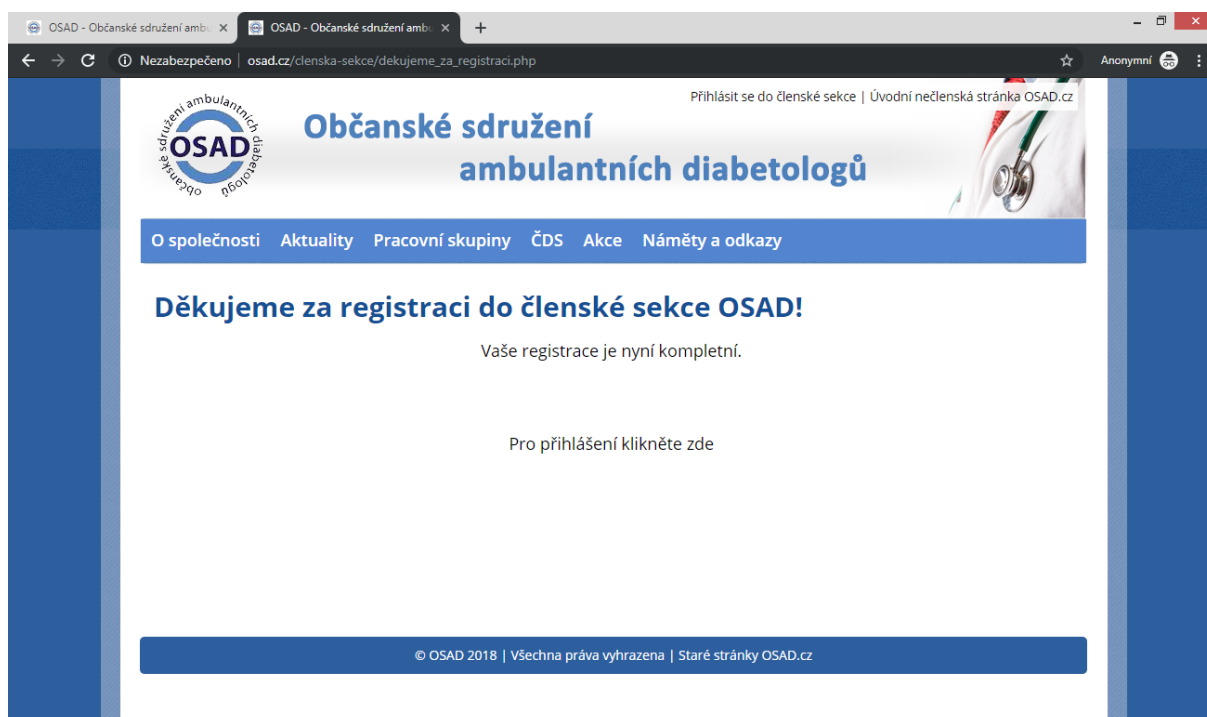 OSAD - Občanské sdružení ambu
OSAD - Občanské sdružení ambu
Nezabezpečeno | osad.cz/clenska-sekce/dekujeme_za_registraci.php
Anonymní
Přihlásit se do členské sekce | Úvodní nečlenská stránka OSAD.cz
občanské sdružení ambulantních diabetologů
OSAD
Občanské sdružení
ambulantních diabetologů
O společnosti Aktuality Pracovní skupiny ČDS Akce Náměty a odkazy
Děkujeme za registraci do členské sekce OSAD!
Vaše registrace je nyní kompletní.
Pro přihlášení klikněte zde
© OSAD 2018 | Všechna práva vyhrazena | Staré stránky OSAD.cz